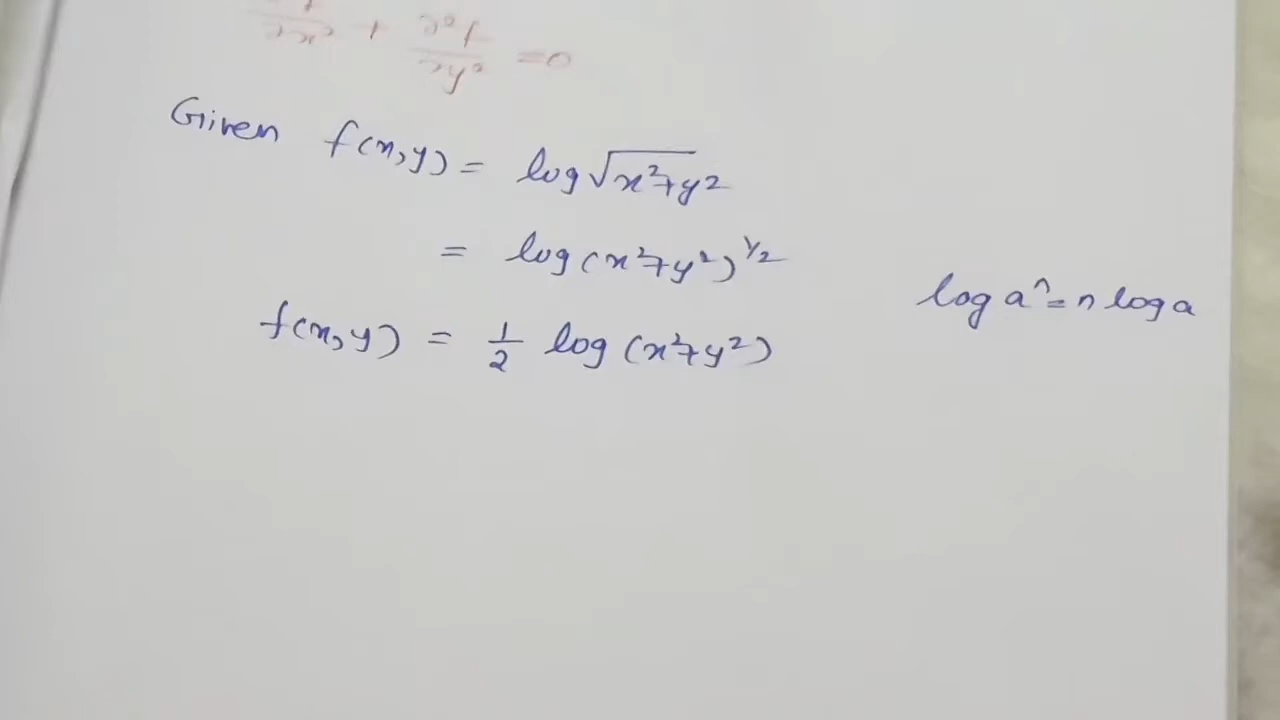 Given f(x,y) = log √x²+y²
= log (x²+y²)^1/2
log aⁿ = n log a
f(x,y) = 1/2 log (x²+y²)